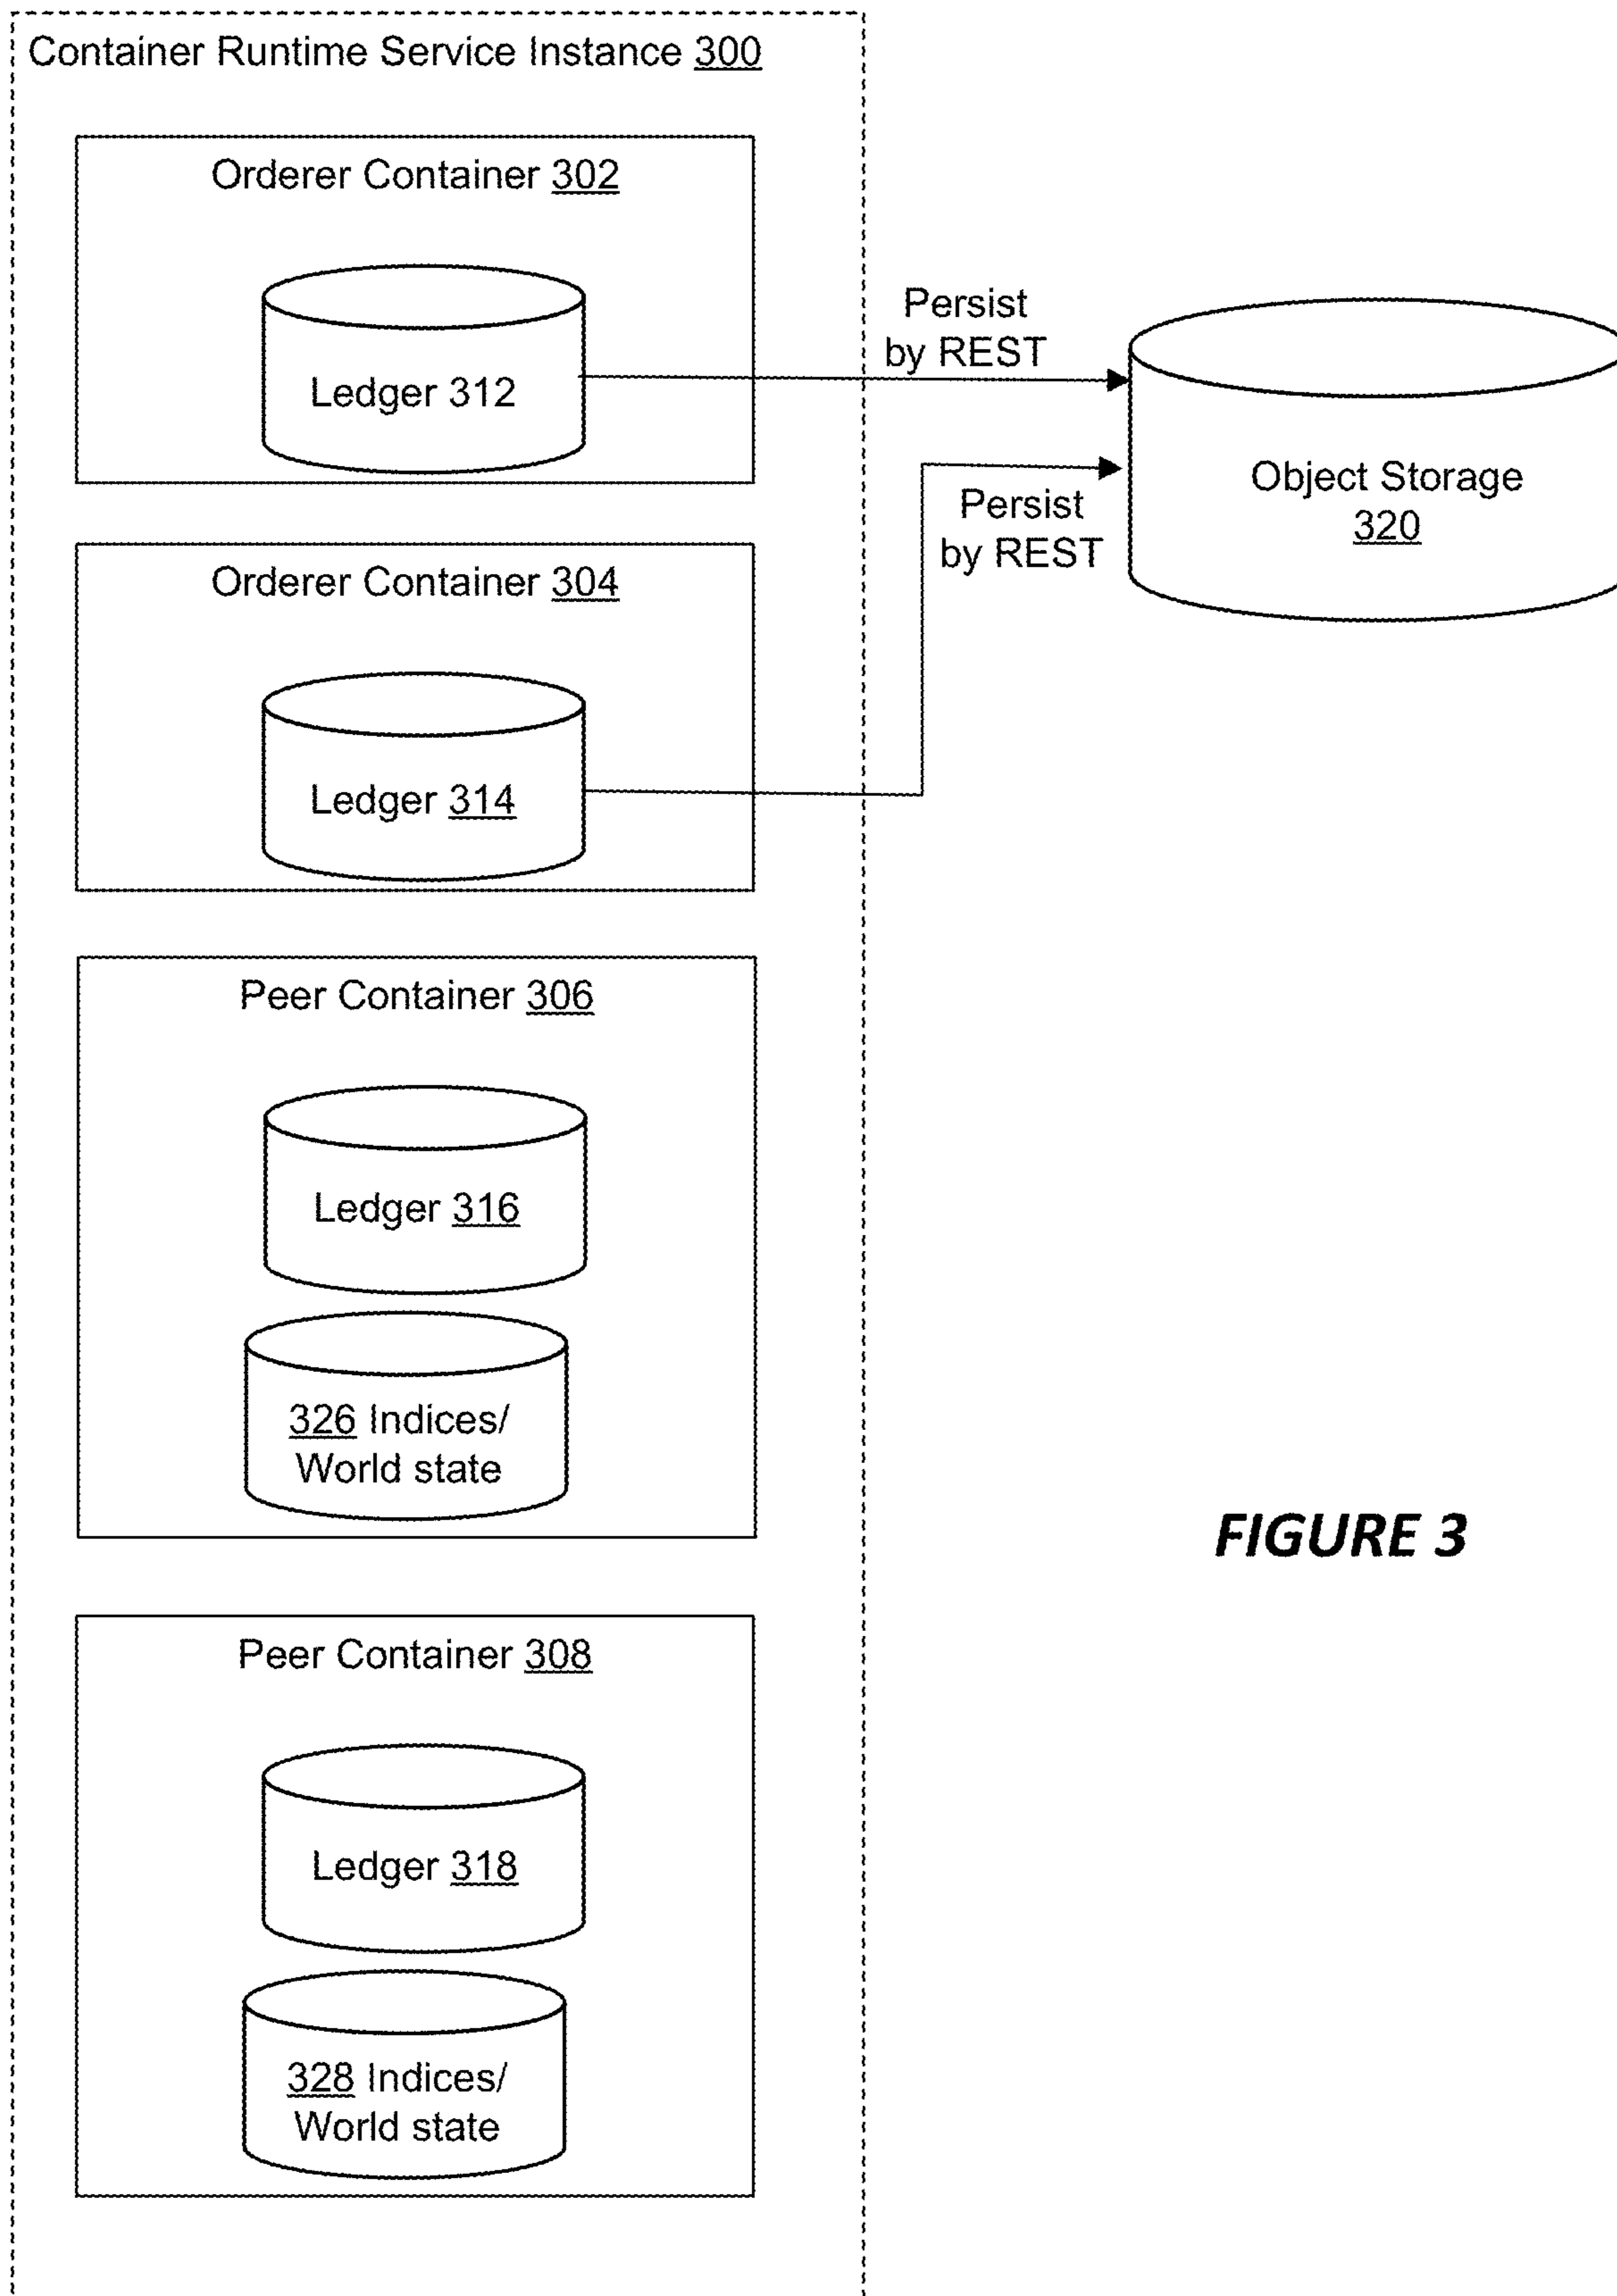 Container Runtime Service Instance 300
Orderer Container 302
Ledger 312
Persist
by REST
Object Storage
320
Orderer Container 304
Ledger 314
Persist
by REST
Peer Container 306
Ledger 316
326 Indices/
World state
FIGURE 3
Peer Container 308
Ledger 318
328 Indices/
World state